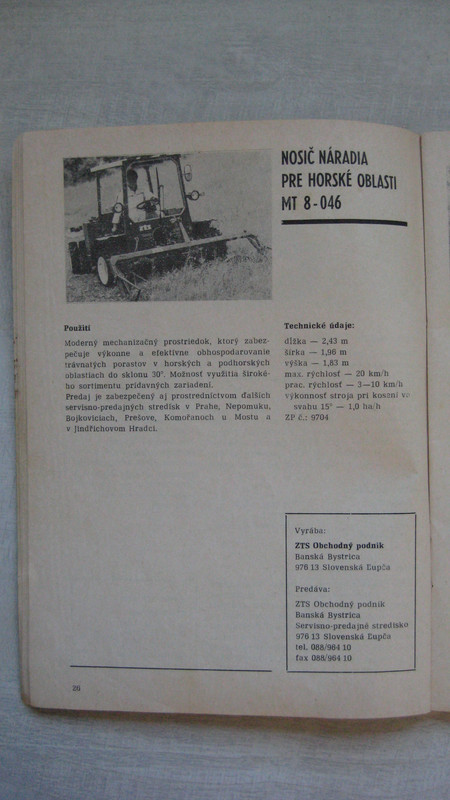 NOSIČ NÁRADIA
PRE HORSKÉ OBLASTI
MT 8-046
ZTS
Použití
Moderný mechanizačný prostriedok, ktorý zabez-
pečuje výkonne a efektívne obhospodarovanie
trávnatých porastov v horských a podhorských
oblastiach do sklonu 30°. Možnosť využitia široké-
ho sortimentu prídavných zariadení.
Predaj je zabezpečený aj prostredníctvom ďalších
servisno-predajných stredísk v Prahe, Nepomuku,
Bojkoviciach, Prešove, Komořanoch u Mostu a
v Jindřichovom Hradci.
Technické údaje:
dĺžka — 2,43 m
šírka — 1,96 m
výška — 1,83 m
max. rýchlosť — 20 km/h
prac. rýchlosť — 3—10 km/h
výkonnosť stroja pri kosení vo
svahu 15° — 1,0 ha/h
ZP č.: 9704
Vyrába:
ZTS Obchodný podnik
Banská Bystrica
976 13 Slovenská Ľupča
Predáva:
ZTS Obchodný podnik
Banská Bystrica
Servisno-predajné stredisko
976 13 Slovenská Ľupča
tel. 088/964 10
fax 088/964 10
26